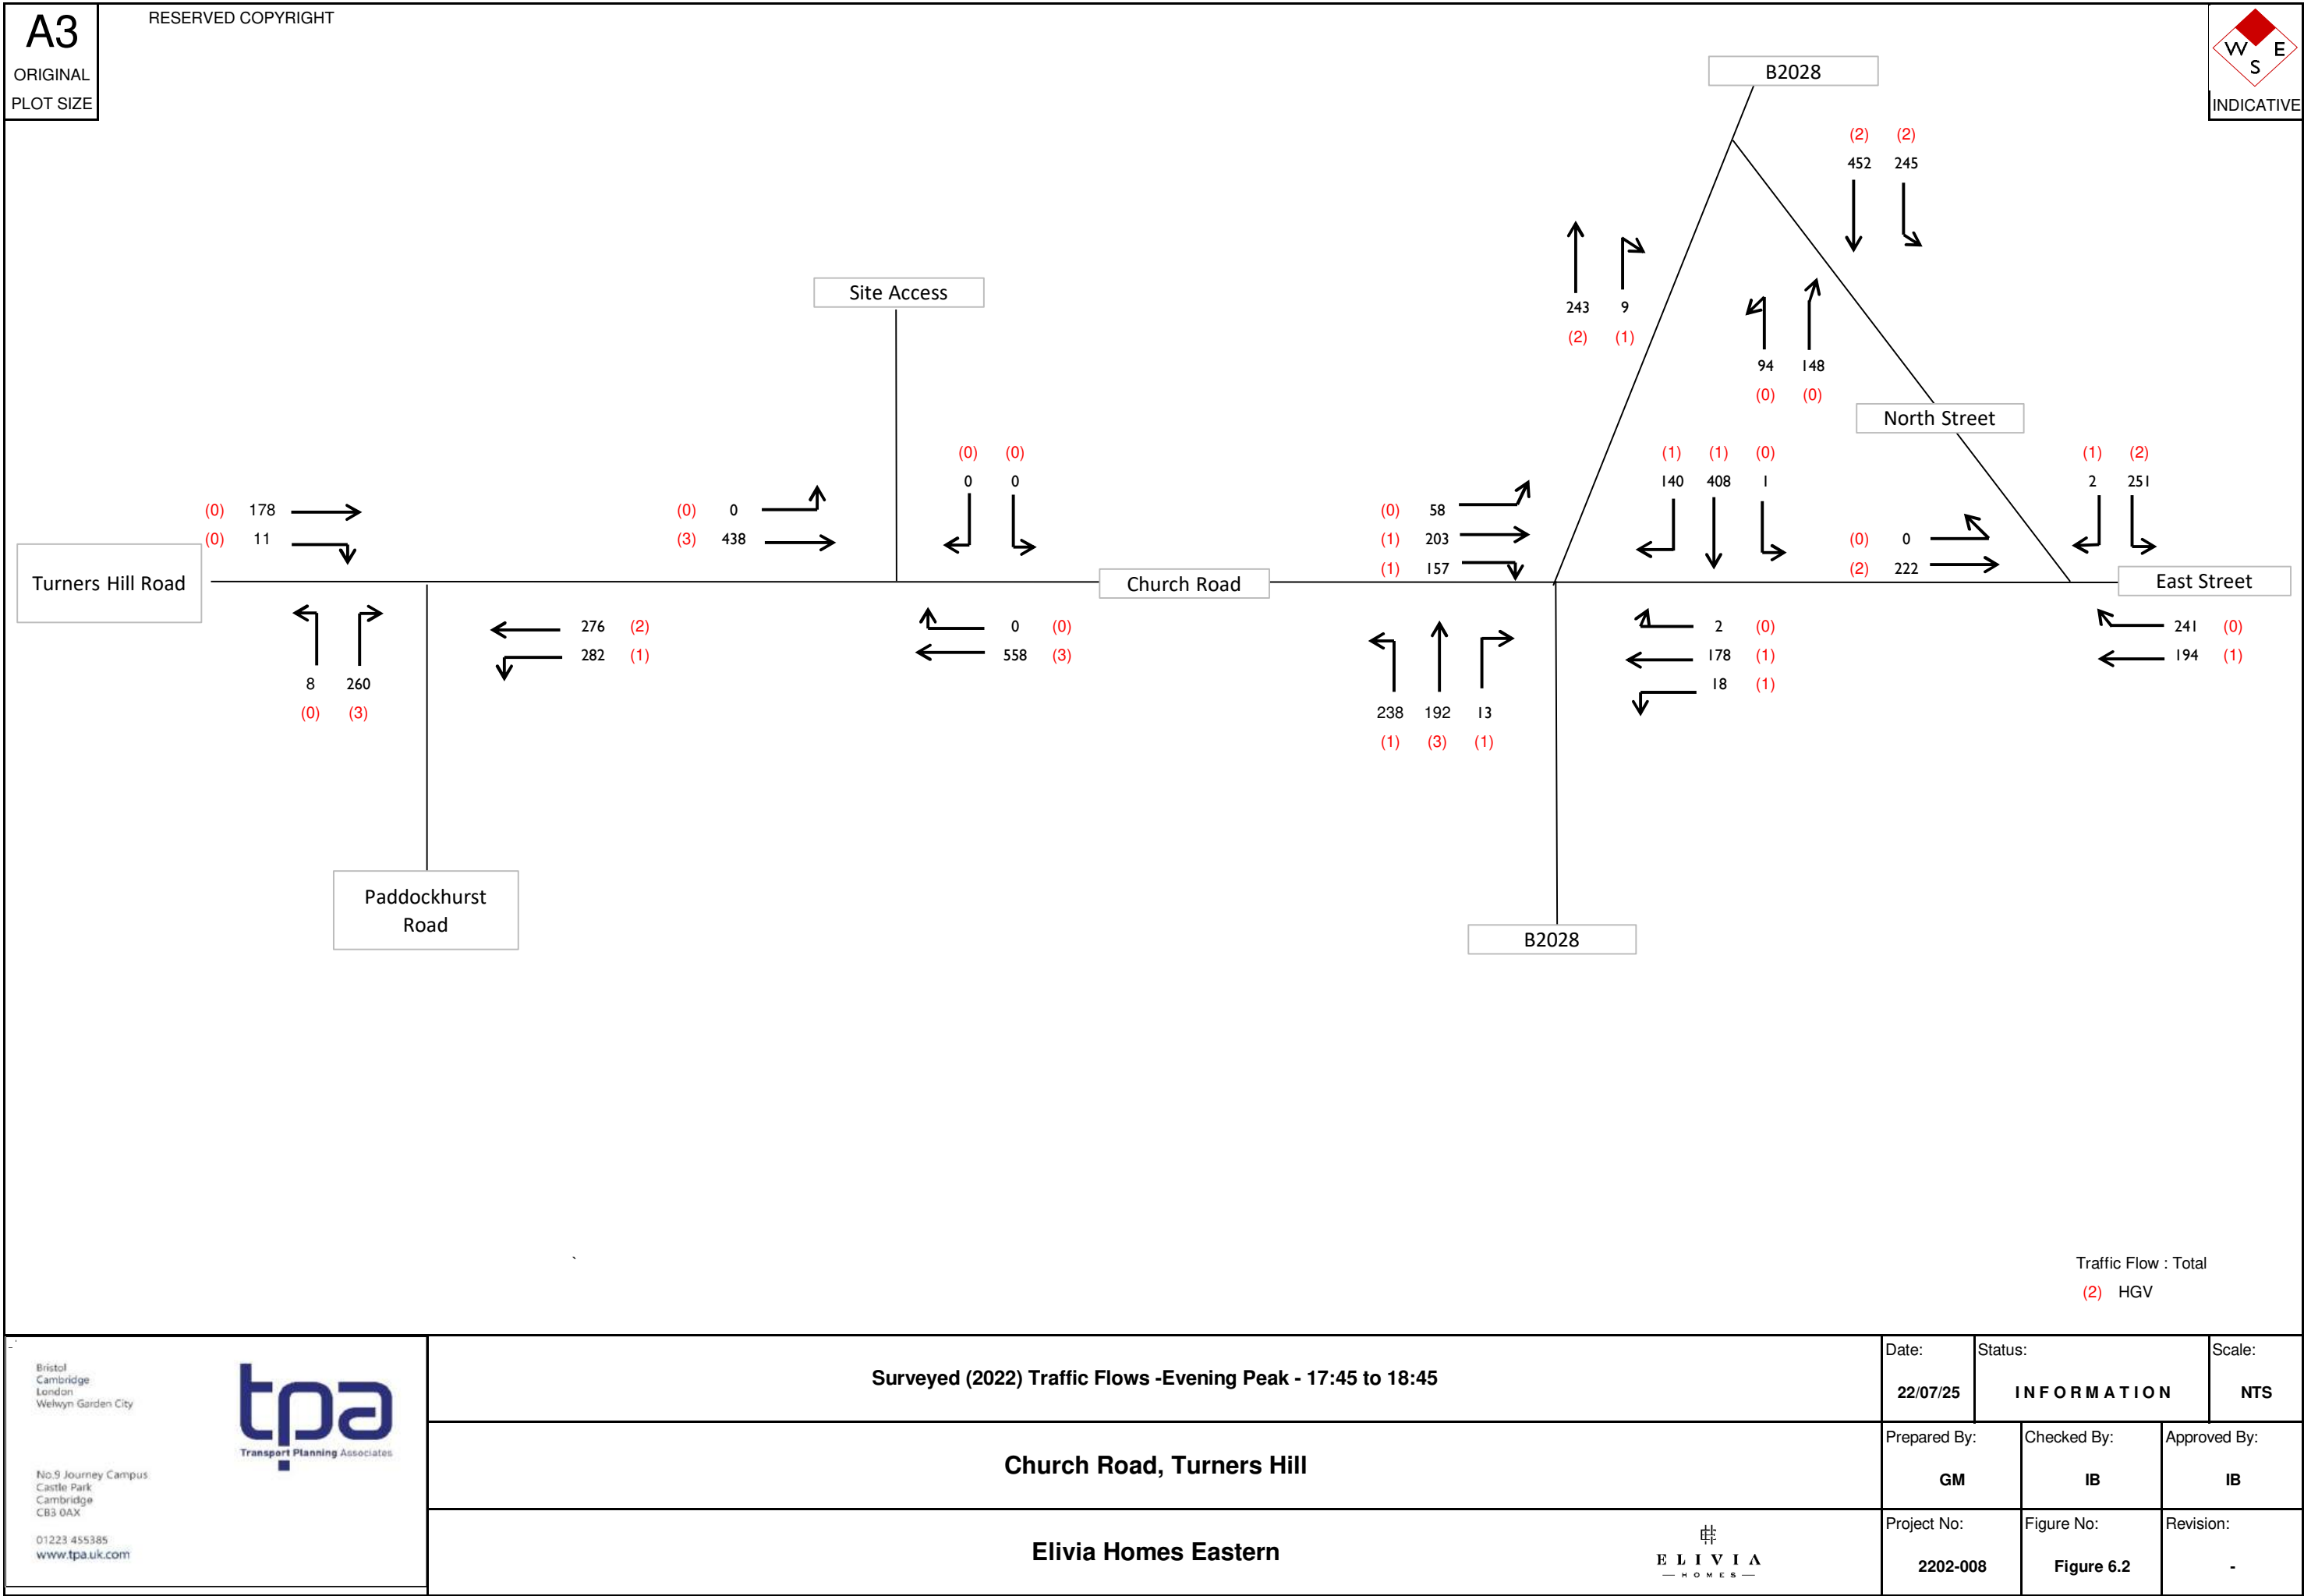 A3
ORIGINAL
PLOT SIZE
RESERVED COPYRIGHT
W E
S
INDICATIVE
B2028
(2) (2)
452 245
Site Access
243 9
(2) (1)
94 148
(0) (0)
North Street
(0) (0)
0 0
(1) (1) (0)
140 408 1
(1) (2)
2 251
(0) 178
(0) 11
(0) 0
(3) 438
(0) 58
(1) 203
(1) 157
(0) 0
(2) 222
Turners Hill Road
Church Road
East Street
8 260
(0) (3)
276 (2)
282 (1)
0 (0)
558 (3)
238 192 13
(1) (3) (1)
2 (0)
178 (1)
18 (1)
241 (0)
194 (1)
Paddockhurst
Road
B2028
`
Traffic Flow : Total
(2) HGV
Bristol
Cambridge
London
Welwyn Garden City
tpa
Transport Planning Associates
No.9 Journey Campus
Castle Park
Cambridge
CB3 0AX
01223 455385
www.tpa.uk.com
Surveyed (2022) Traffic Flows -Evening Peak - 17:45 to 18:45
Church Road, Turners Hill
Elivia Homes Eastern
ELIVIA
HOMES
Date:
22/07/25
Status:
INFORMATION
Scale:
NTS
Prepared By:
GM
Checked By:
IB
Approved By:
IB
Project No:
2202-008
Figure No:
Figure 6.2
Revision:
-